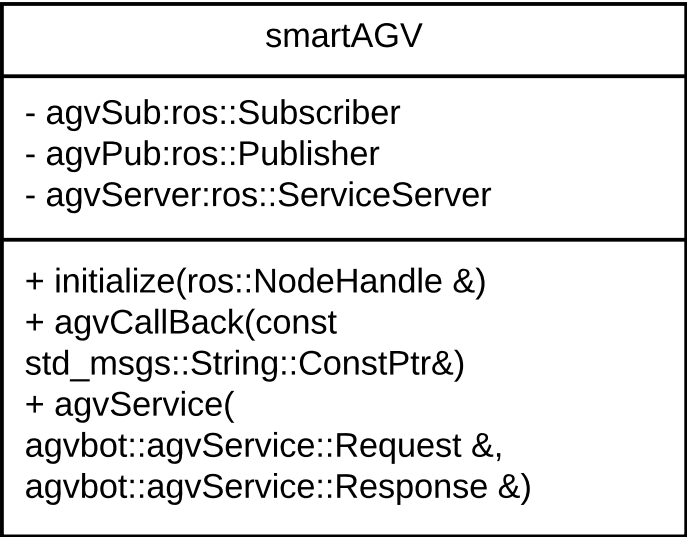 smartAGV
- agvSub:ros::Subscriber
- agvPub:ros::Publisher
- agvServer:ros::ServiceServer
+ initialize(ros::NodeHandle &)
+ agvCallBack(const
std_msgs::String::ConstPtr&)
+ agvService(
agvbot::agvService::Request &,
agvbot::agvService::Response &)